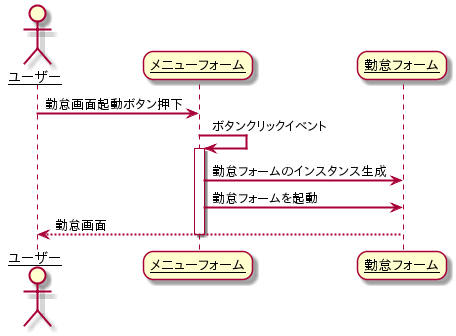 ユーザー
メニューフォーム
勤怠フォーム
勤怠画面起動ボタン押下
ボタンクリックイベント
勤怠フォームのインスタンス生成
勤怠フォームを起動
勤怠画面
ユーザー
メニューフォーム
勤怠フォーム